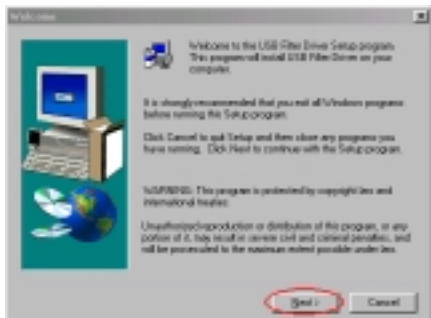 Welcome
Welcome to the USB Filter Driver Setup program.
This program will install USB Filter Driver on your
computer.
It is strongly recommended that you exit all Windows programs
before running this Setup program.
Click Cancel to quit Setup and then close any programs you
have running. Click Next to continue with the Setup program.
WARNING: This program is protected by copyright law and
international treaties.
Unauthorized reproduction or distribution of this program, or any
portion of it, may result in severe civil and criminal penalties, and
will be prosecuted to the maximum extent possible under law.
Next >
Cancel